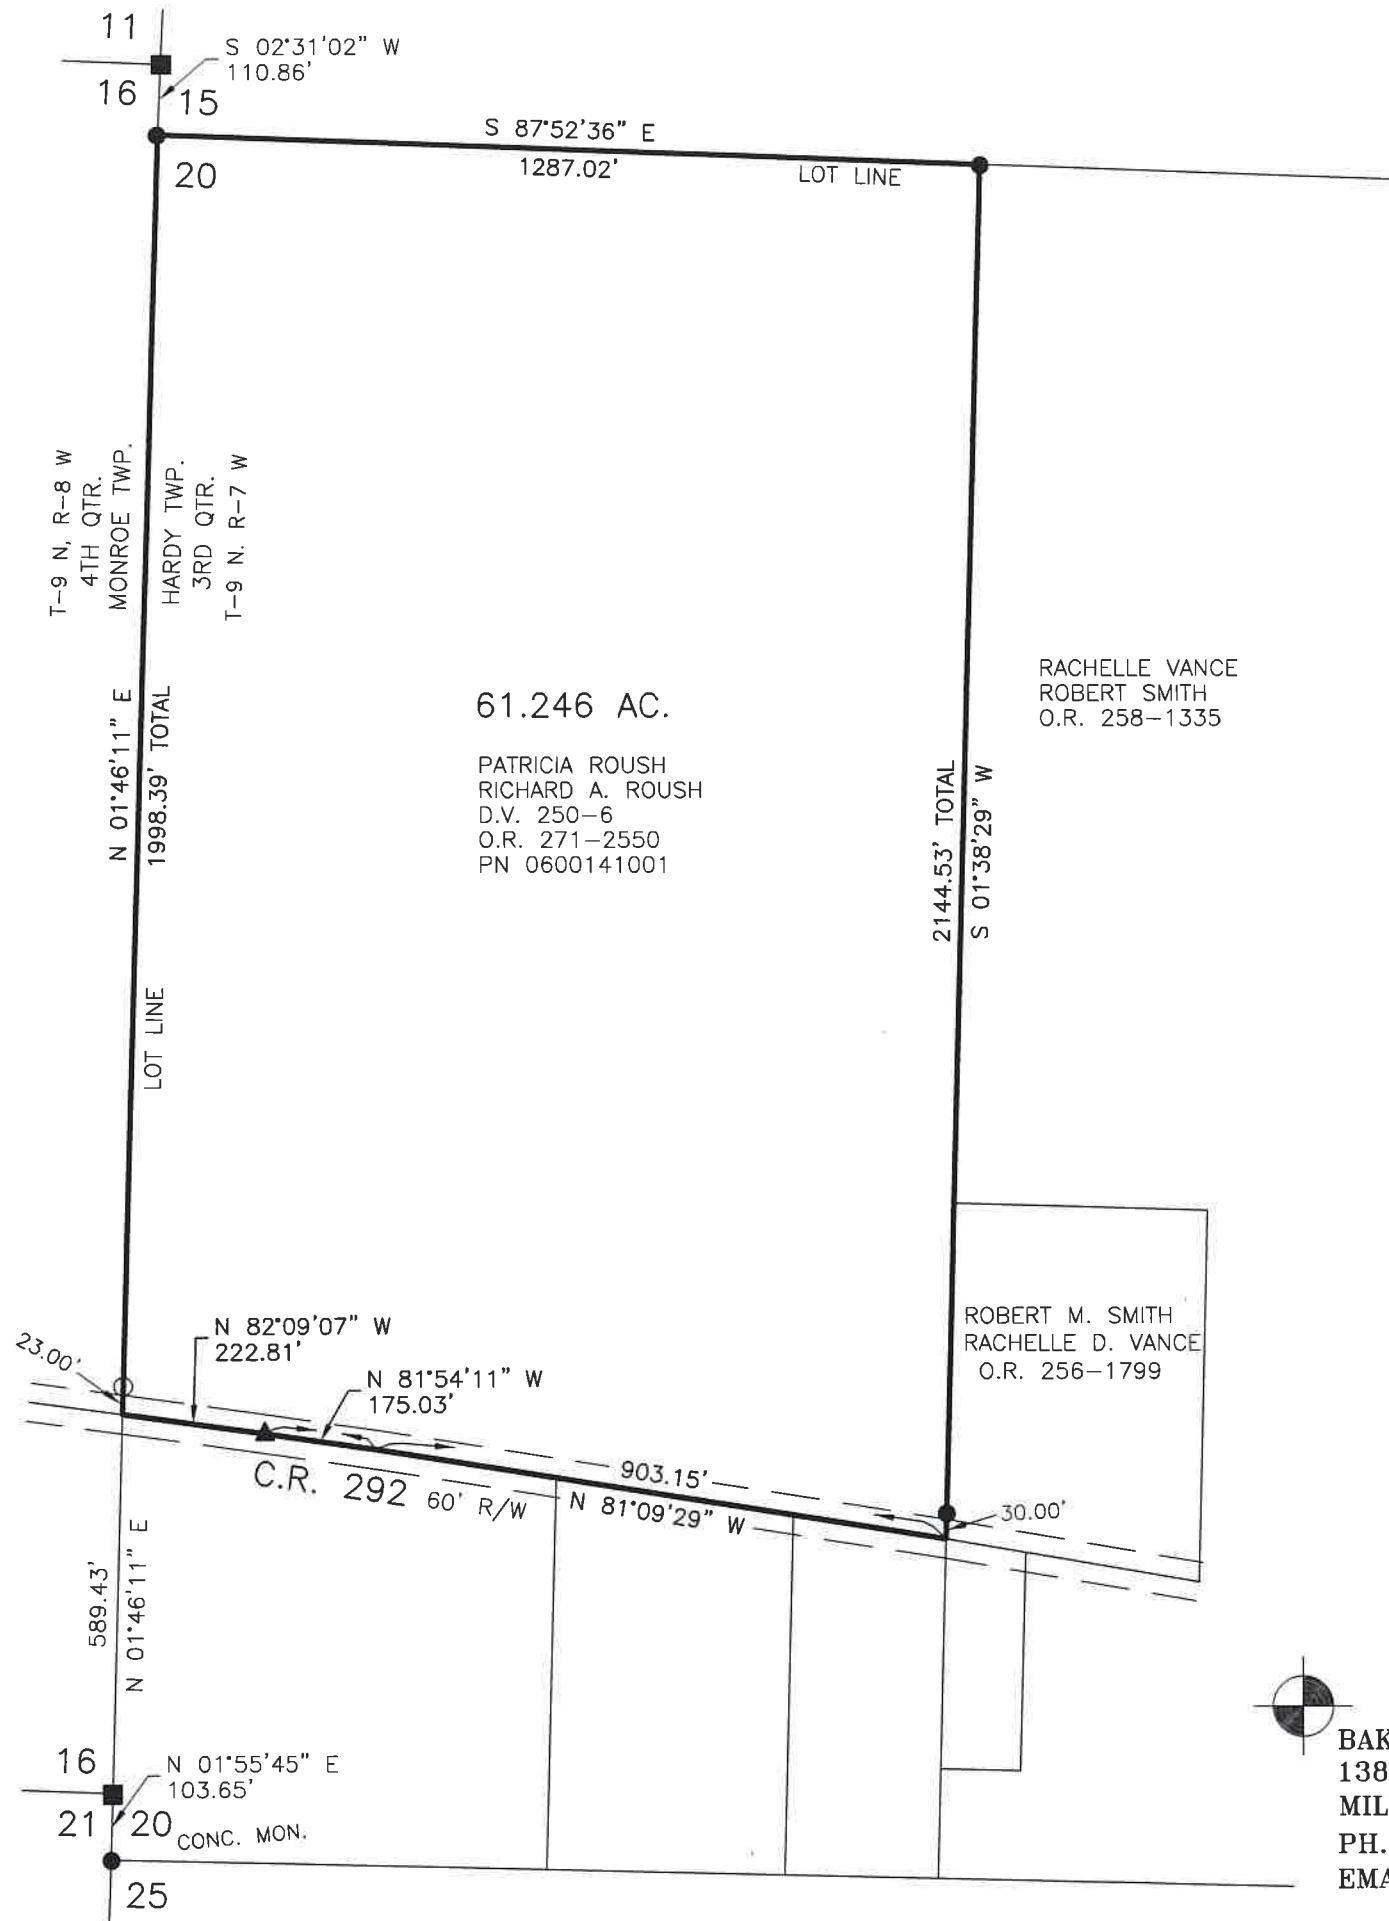 11
S 02°31'02" W
110.86'
16 15
S 87°52'36" E
1287.02'
LOT LINE
20
T-9 N, R-8 W
4TH QTR.
MONROE TWP.
HARDY TWP.
3RD QTR.
T-9 N. R-7 W
N 01°46'11" E
1998.39' TOTAL
LOT LINE
61.246 AC.
PATRICIA ROUSH
RICHARD A. ROUSH
D.V. 250-6
O.R. 271-2550
PN 0600141001
2144.53' TOTAL
S 01°38'29" W
RACHELLE VANCE
ROBERT SMITH
O.R. 258-1335
ROBERT M. SMITH
RACHELLE D. VANCE
O.R. 256-1799
23.00'
N 82°09'07" W
222.81'
N 81°54'11" W
175.03'
903.15'
N 81°09'29" W
C.R. 292 60' R/W
30.00'
589.43'
N 01°46'11" E
16
N 01°55'45" E
103.65'
21 20
CONC. MON.
25
BAK
138
MIL
PH.
EMA